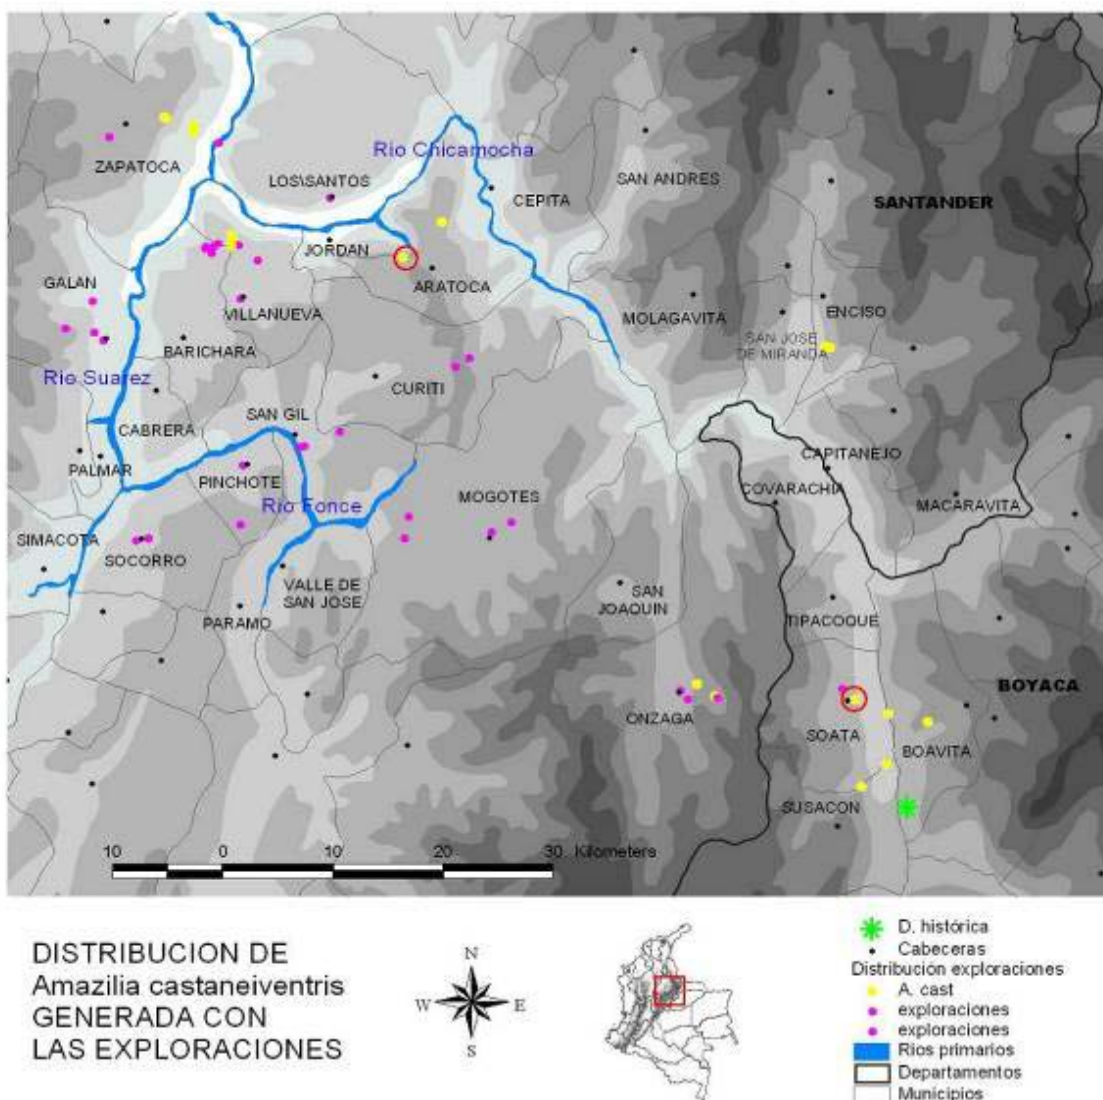 Rio Chicamocha
ZAPATOCA
LOS\SANTOS
SAN ANDRES
CEPITA
SANTANDER
JORDAN
GALAN
ARATOCA
VILLANUEVA
MOLAGAVITA
ENCISO
BARICHARA
SAN JOSE
DE MIRANDA
Rio Suarez
CURITI
SAN GIL
CABRERA
PALMAR
PINCHOTE
CAPITANEJO
COVARACHIA
Rio Fonce
MOGOTES
MACARAVITA
SIMACOTA
SOCORRO
VALLE DE
SAN JOSE
SAN
JOAQUIN
PARAMO
TIPACOQUE
BOYACA
ONZAGA
SOATA
BOAVITA
SUSACON
10 0 10 20 30 Kilometers
DISTRIBUCION DE
Amazilia castaneiventris
GENERADA CON
LAS EXPLORACIONES
N
W E
S
D. histórica
Cabeceras
Distribución exploraciones
A. cast
exploraciones
exploraciones
Rios primarios
Departamentos
Municipios